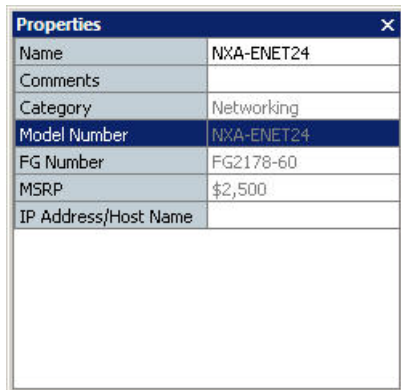 Properties
Name NXA-ENET24
Comments
Category Networking
Model Number NXA-ENET24
FG Number FG2178-60
MSRP $2,500
IP Address/Host Name